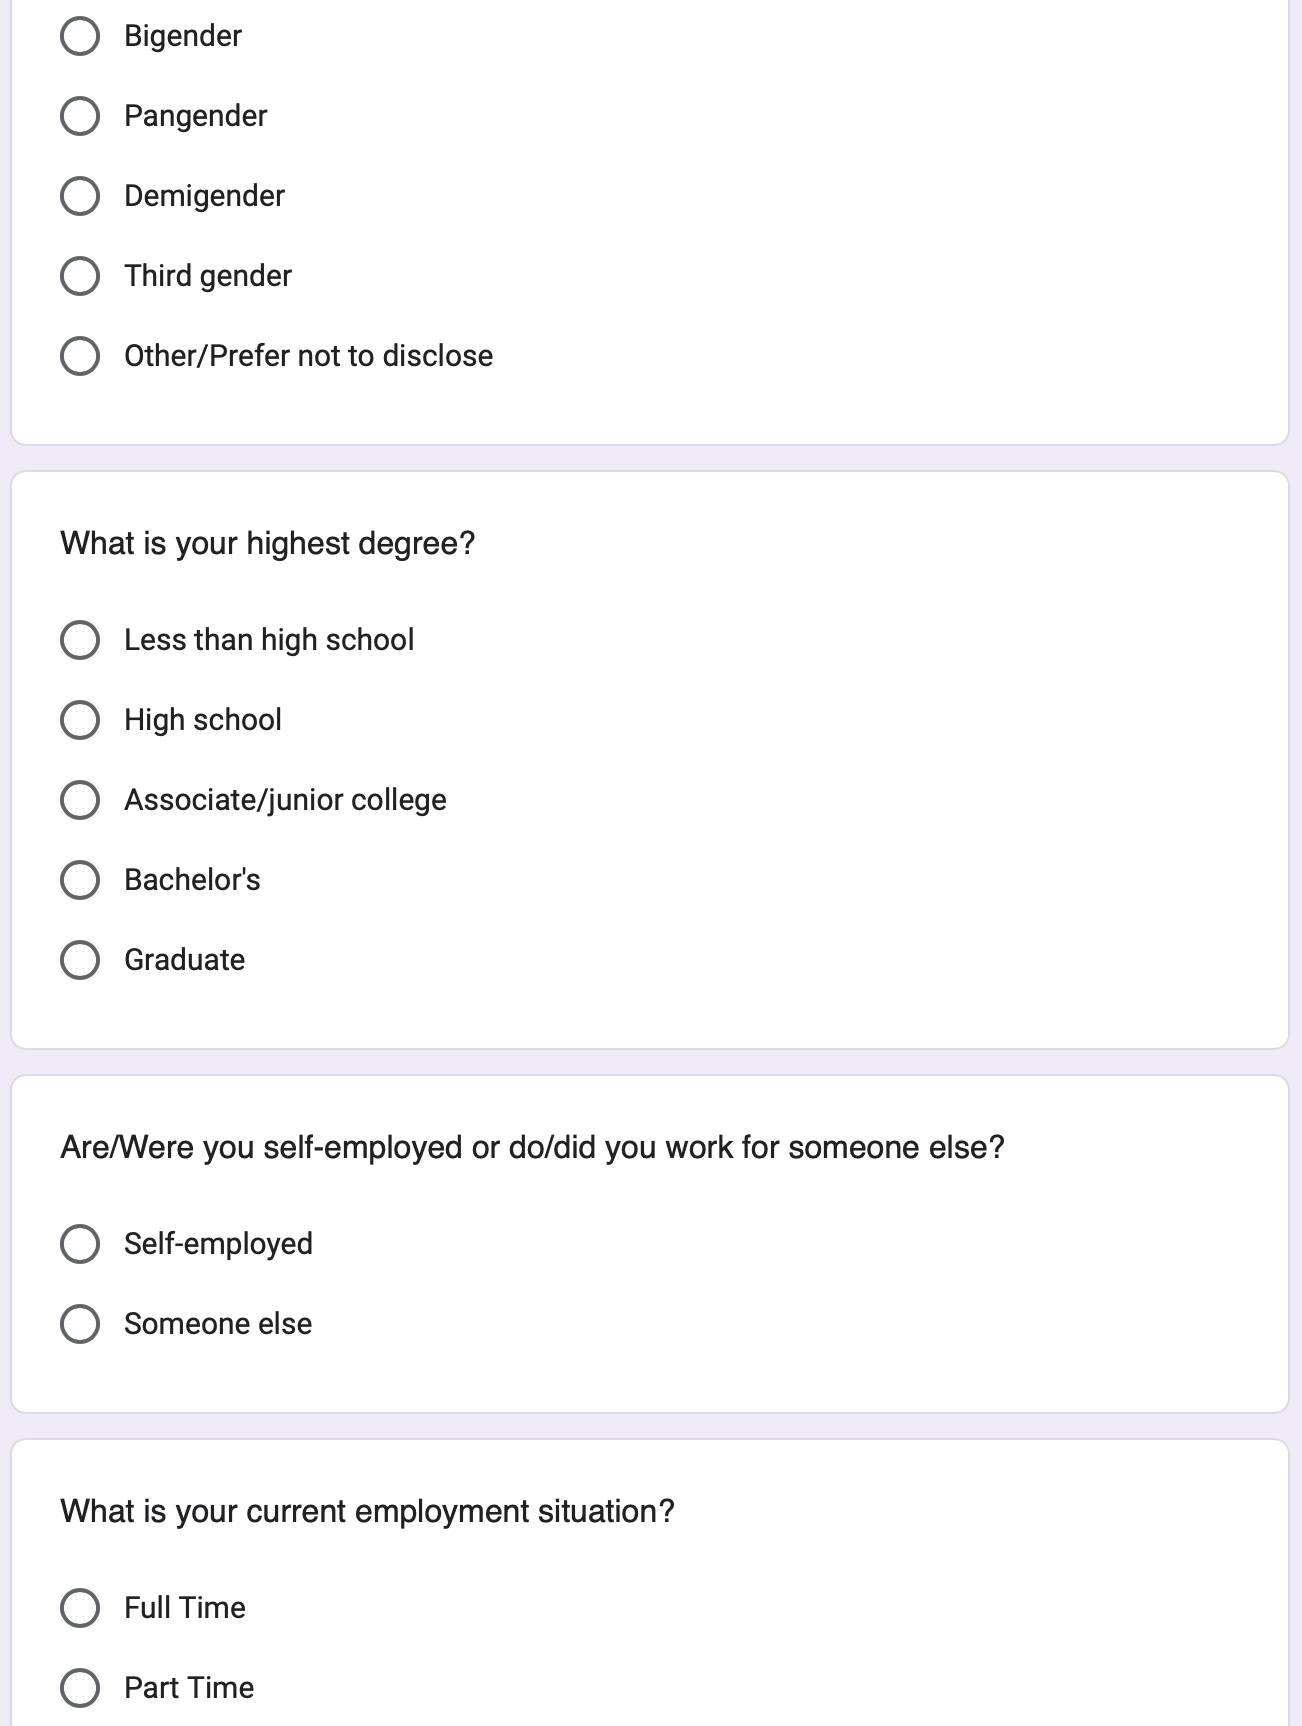 Bigender
Pangender
Demigender
Third gender
Other/Prefer not to disclose
What is your highest degree?
Less than high school
High school
Associate/junior college
Bachelor's
Graduate
Are/Were you self-employed or do/did you work for someone else?
Self-employed
Someone else
What is your current employment situation?
Full Time
Part Time